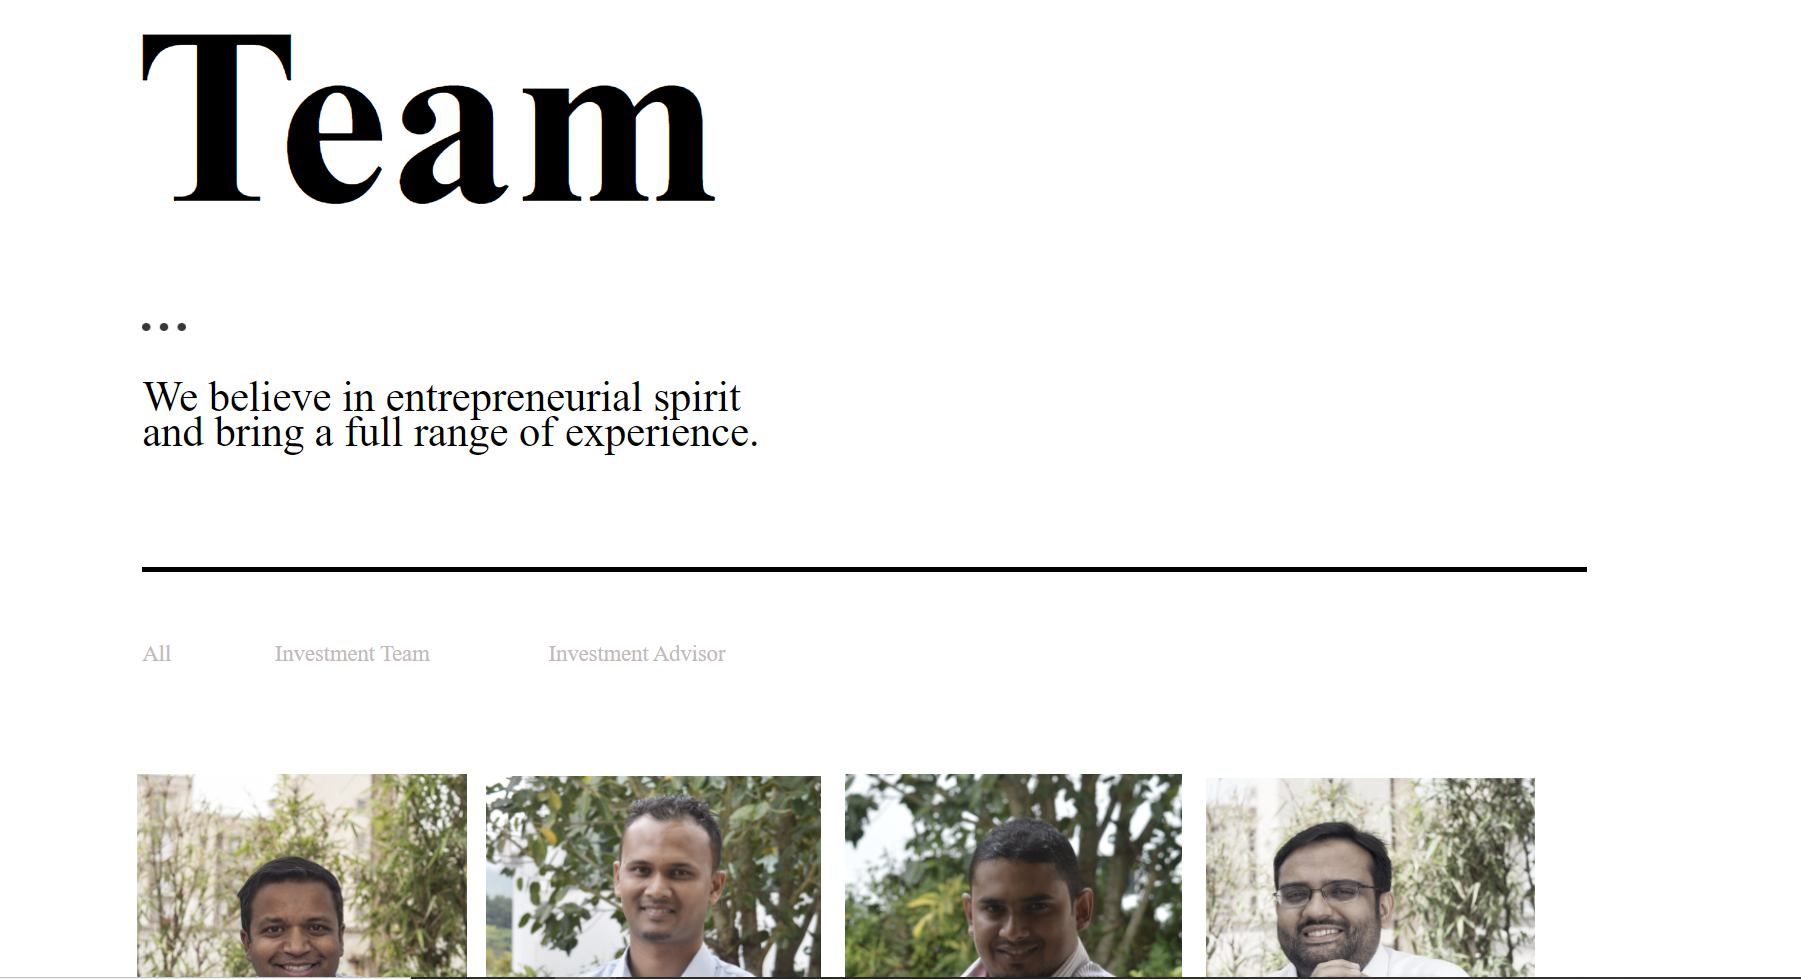 Team
We believe in entrepreneurial spirit
and bring a full range of experience.
All
Investment Team
Investment Advisor